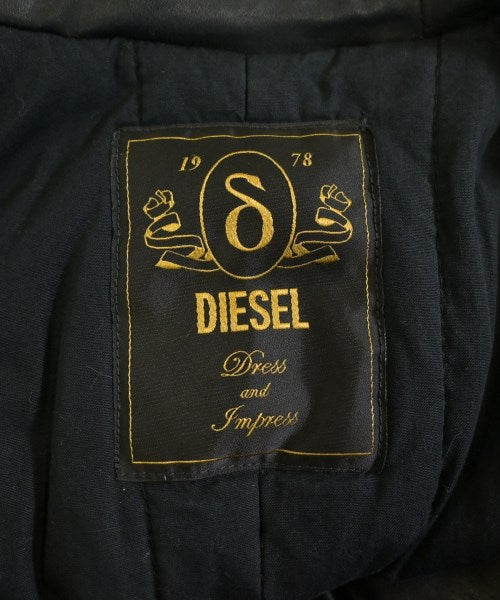 19 78
δ
DIESEL
Dress
and
Impress